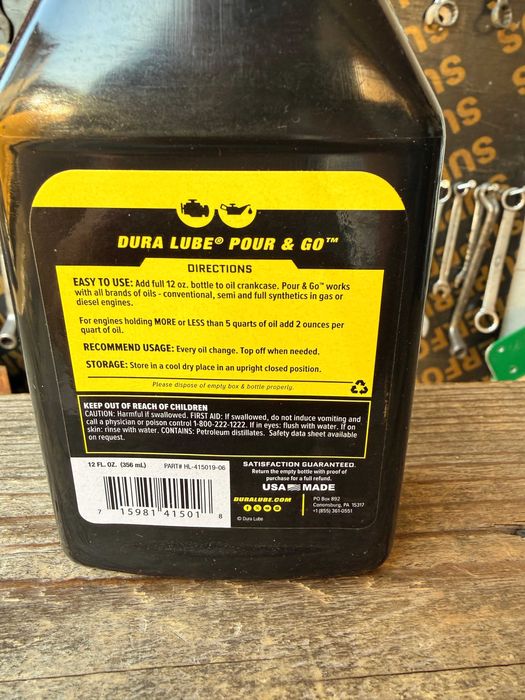 DURA LUBE® POUR & GO™
DIRECTIONS
EASY TO USE: Add full 12 oz. bottle to oil crankcase. Pour & Go™ works
with all brands of oils - conventional, semi and full synthetics in gas or
diesel engines.
For engines holding MORE or LESS than 5 quarts of oil add 2 ounces per
quart of oil.
RECOMMEND USAGE: Every oil change. Top off when needed.
STORAGE: Store in a cool dry place in an upright closed position.
Please dispose of empty box & bottle properly.
KEEP OUT OF REACH OF CHILDREN
CAUTION: Harmful if swallowed. FIRST AID: If swallowed, do not induce vomiting and
call a physician or poison control 1-800-222-1222. If in eyes: flush with water. If on
skin: rinse with water. CONTAINS: Petroleum distillates. Safety data sheet available
on request.
12 FL. OZ. (356 mL) PART# HL-415019-06
7 15981 41501 8
SATISFACTION GUARANTEED.
Return the empty bottle with proof of
purchase for a full refund.
USA MADE
DURALUBE.COM
© Dura Lube
PO Box 892
Canonsburg, PA 15317
+1 (855) 361-0551